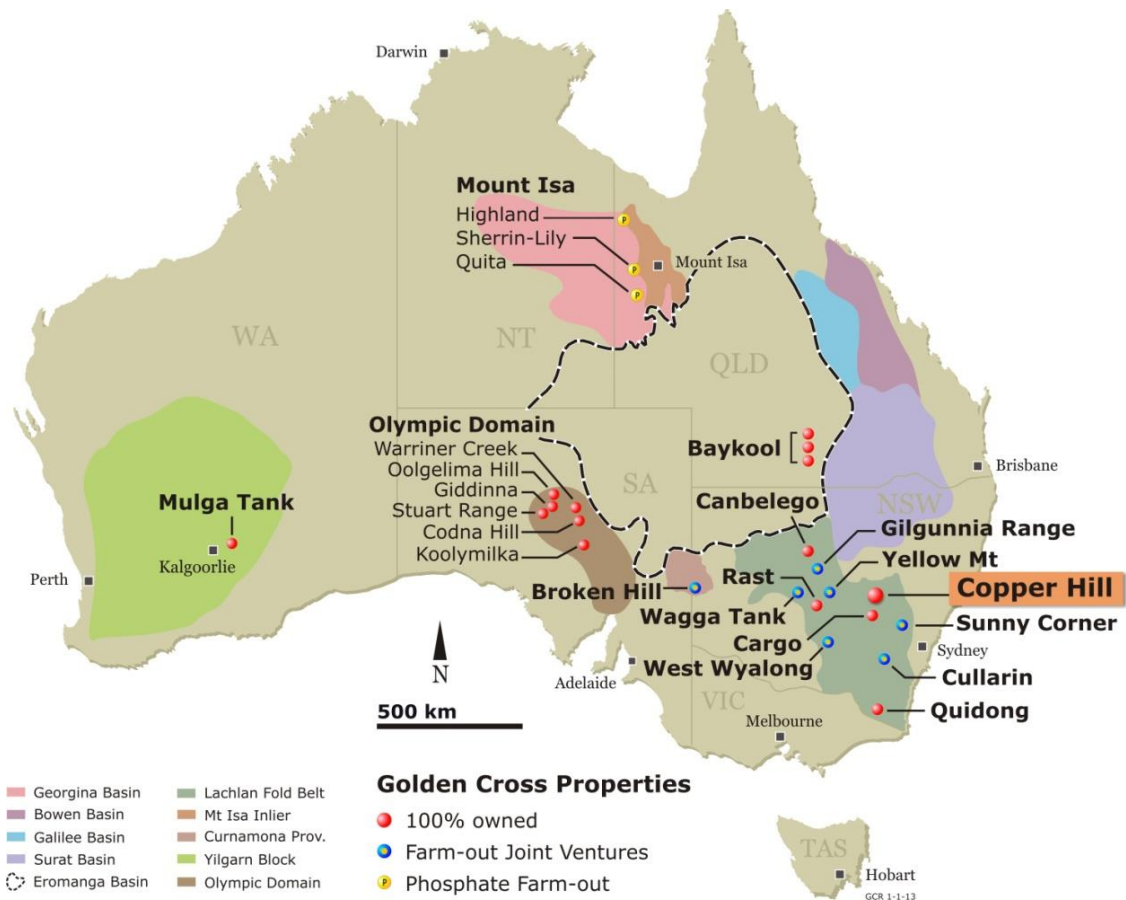 Darwin
Mount Isa
Highland
Sherrin-Lily
Quita
Mount Isa
WA
NT
QLD
Olympic Domain
Warriner Creek
Oolgelima Hill
Giddinna
Stuart Range
Codna Hill
Koolymilka
SA
Baykool
Brisbane
Mulga Tank
Kalgoorlie
Perth
Canbelego
NSW
Gilgunnia Range
Yellow Mt
Rast
Broken Hill
Copper Hill
Wagga Tank
Cargo
Sunny Corner
Sydney
West Wyalong
Cullarin
N
Adelaide
VIC
Quidong
500 km
Melbourne
Georgina Basin
Bowen Basin
Galilee Basin
Surat Basin
Eromanga Basin
Lachlan Fold Belt
Mt Isa Inlier
Curnamona Prov.
Yilgarn Block
Olympic Domain
Golden Cross Properties
100% owned
Farm-out Joint Ventures
P Phosphate Farm-out
P
P
P
TAS
Hobart
GCR 1-1-13